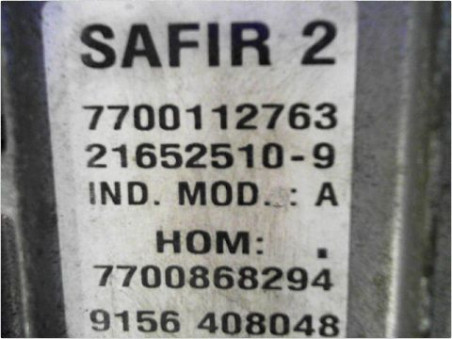 SAFIR 2
7700112763
21652510-9
IND. MOD. : A
HOM: .
7700868294
9156 408048